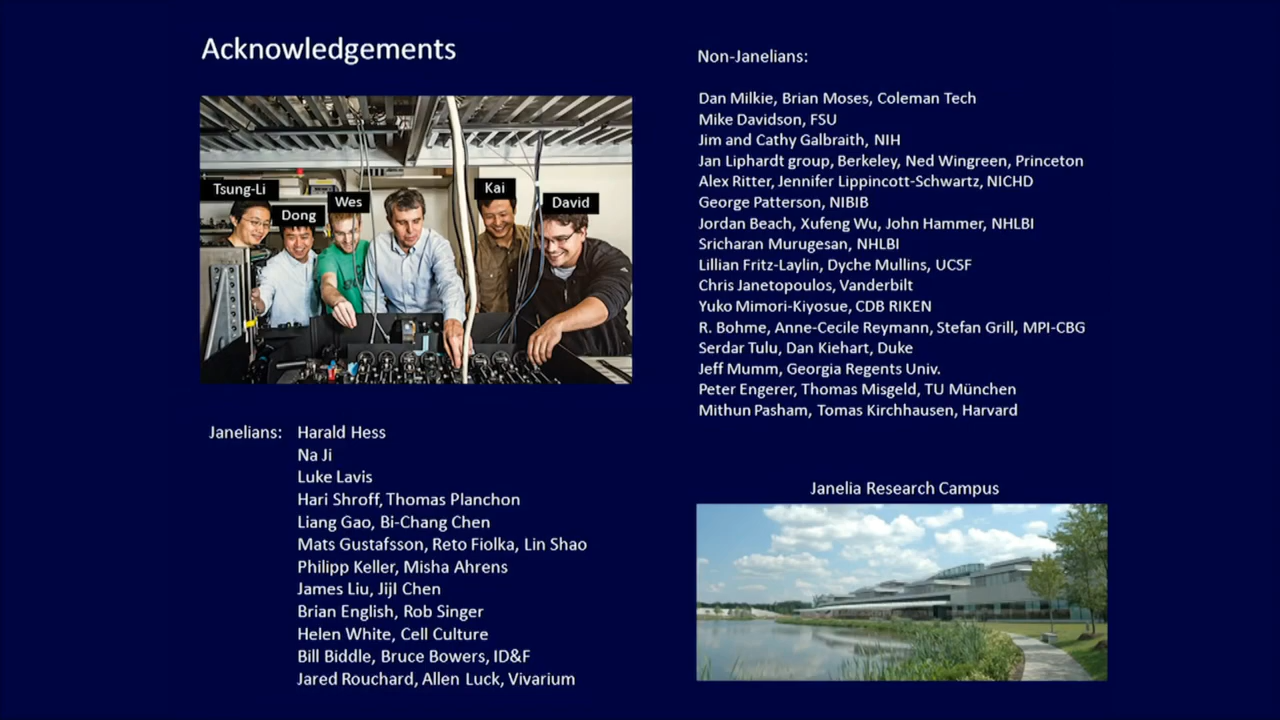 Acknowledgements
Tsung-Li
Dong
Wes
Kai
David
Janelians: Harald Hess
Na Ji
Luke Lavis
Hari Shroff, Thomas Planchon
Liang Gao, Bi-Chang Chen
Mats Gustafsson, Reto Fiolka, Lin Shao
Philipp Keller, Misha Ahrens
James Liu, JijI Chen
Brian English, Rob Singer
Helen White, Cell Culture
Bill Biddle, Bruce Bowers, ID&F
Jared Rouchard, Allen Luck, Vivarium
Non-Janelians:
Dan Milkie, Brian Moses, Coleman Tech
Mike Davidson, FSU
Jim and Cathy Galbraith, NIH
Jan Liphardt group, Berkeley, Ned Wingreen, Princeton
Alex Ritter, Jennifer Lippincott-Schwartz, NICHD
George Patterson, NIBIB
Jordan Beach, Xufeng Wu, John Hammer, NHLBI
Sricharan Murugesan, NHLBI
Lillian Fritz-Laylin, Dyche Mullins, UCSF
Chris Janetopoulos, Vanderbilt
Yuko Mimori-Kiyosue, CDB RIKEN
R. Bohme, Anne-Cecile Reymann, Stefan Grill, MPI-CBG
Serdar Tulu, Dan Kiehart, Duke
Jeff Mumm, Georgia Regents Univ.
Peter Engerer, Thomas Misgeld, TU München
Mithun Pasham, Tomas Kirchhausen, Harvard
Janelia Research Campus